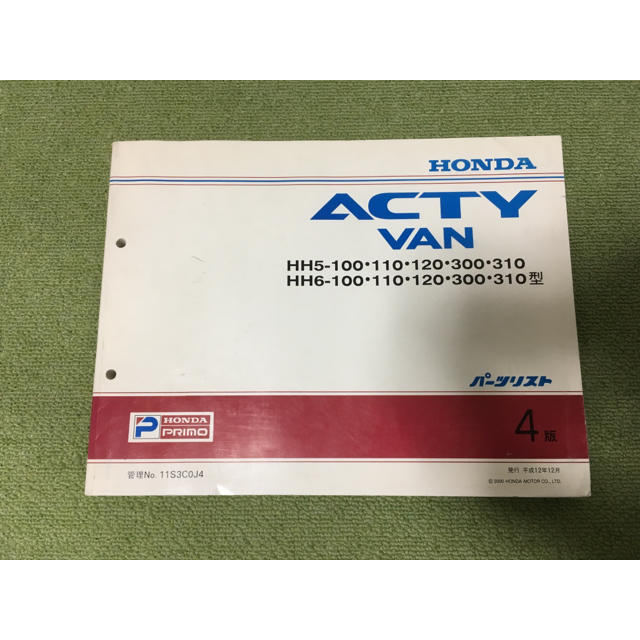 HONDA
ACTY
VAN
HH5-100・110・120・300・310
HH6-100・110・120・300・310型
パーツリスト
P HONDA
PRIMO
4版
管理No. 11S3C0J4
発行 平成12年12月
© 2000 HONDA MOTOR CO., LTD.